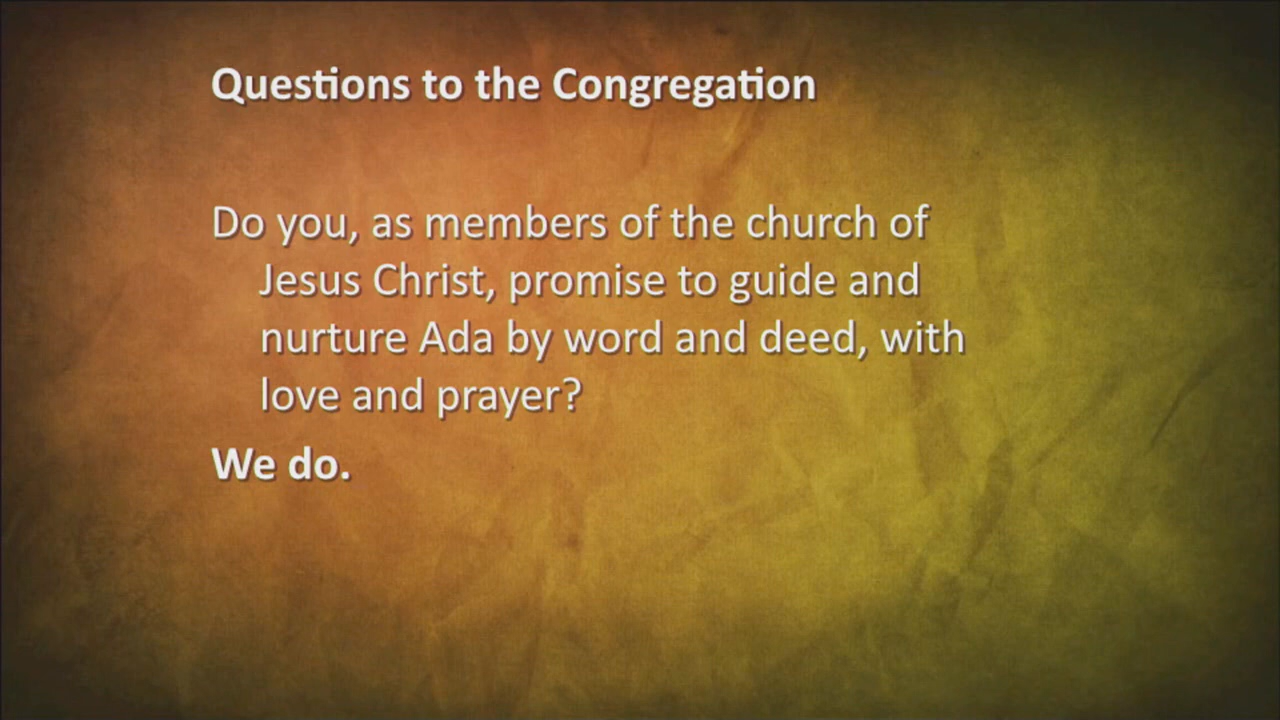 Questions to the Congregation
Do you, as members of the church of
Jesus Christ, promise to guide and
nurture Ada by word and deed, with
love and prayer?
We do.